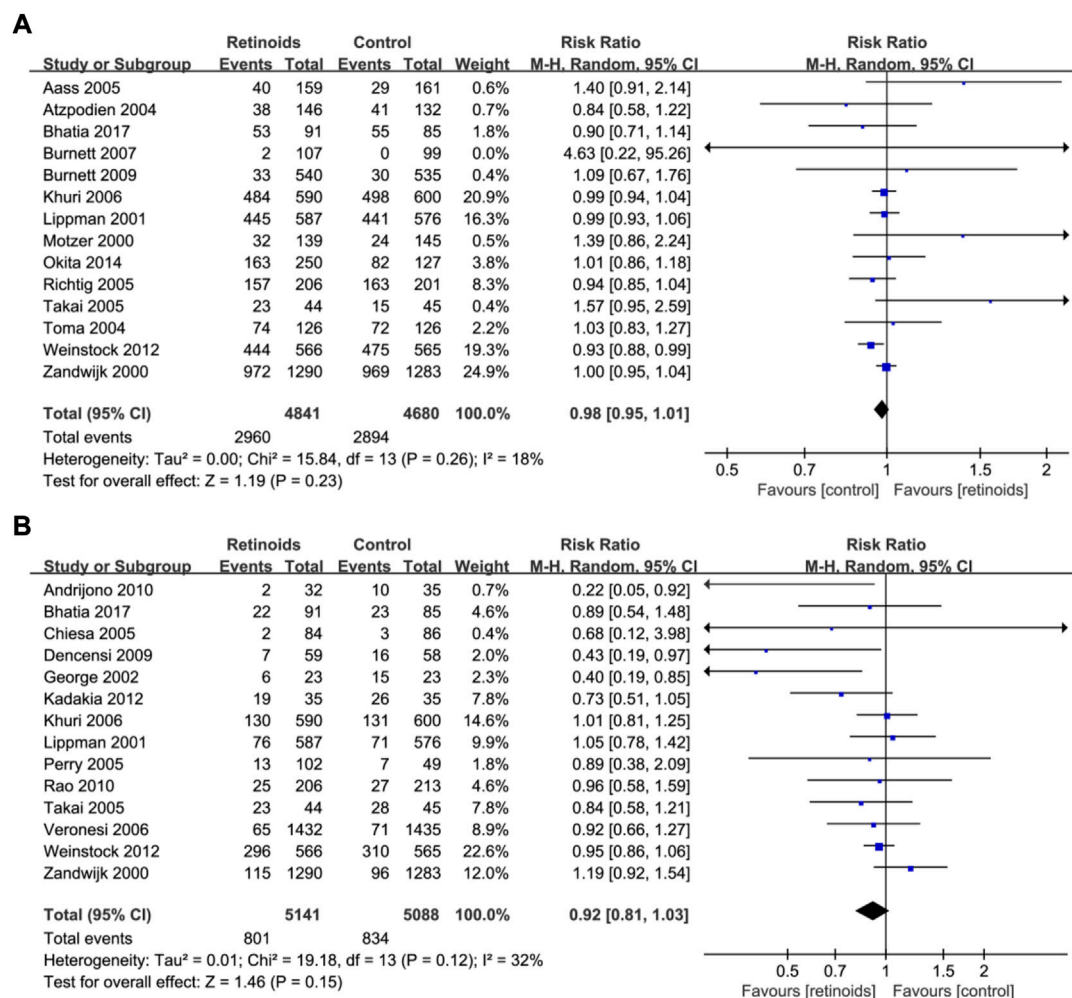 A
Retinoids Control Risk Ratio Risk Ratio
Study or Subgroup Events Total Events Total Weight M-H, Random, 95% CI M-H, Random, 95% CI
Aass 2005 40 159 29 161 0.6% 1.40 [0.91, 2.14]
Atzpodien 2004 38 146 41 132 0.7% 0.84 [0.58, 1.22]
Bhatia 2017 53 91 55 85 1.8% 0.90 [0.71, 1.14]
Burnett 2007 2 107 0 99 0.0% 4.63 [0.22, 95.26]
Burnett 2009 33 540 30 535 0.4% 1.09 [0.67, 1.76]
Khuri 2006 484 590 498 600 20.9% 0.99 [0.94, 1.04]
Lippman 2001 445 587 441 576 16.3% 0.99 [0.93, 1.06]
Motzer 2000 32 139 24 145 0.5% 1.39 [0.86, 2.24]
Okita 2014 163 250 82 127 3.8% 1.01 [0.86, 1.18]
Richtig 2005 157 206 163 201 8.3% 0.94 [0.85, 1.04]
Takai 2005 23 44 15 45 0.4% 1.57 [0.95, 2.59]
Toma 2004 74 126 72 126 2.2% 1.03 [0.83, 1.27]
Weinstock 2012 444 566 475 565 19.3% 0.93 [0.88, 0.99]
Zandwijk 2000 972 1290 969 1283 24.9% 1.00 [0.95, 1.04]
Total (95% CI) 4841 4680 100.0% 0.98 [0.95, 1.01]
Total events 2960 2894
Heterogeneity: Tau² = 0.00; Chi² = 15.84, df = 13 (P = 0.26); I² = 18%
Test for overall effect: Z = 1.19 (P = 0.23)
0.5 0.7 1 1.5 2
Favours [control] Favours [retinoids]
B
Retinoids Control Risk Ratio Risk Ratio
Study or Subgroup Events Total Events Total Weight M-H, Random, 95% CI M-H, Random, 95% CI
Andrijono 2010 2 32 10 35 0.7% 0.22 [0.05, 0.92]
Bhatia 2017 22 91 23 85 4.6% 0.89 [0.54, 1.48]
Chiesa 2005 2 84 3 86 0.4% 0.68 [0.12, 3.98]
Dencensi 2009 7 59 16 58 2.0% 0.43 [0.19, 0.97]
George 2002 6 23 15 23 2.3% 0.40 [0.19, 0.85]
Kadakia 2012 19 35 26 35 7.8% 0.73 [0.51, 1.05]
Khuri 2006 130 590 131 600 14.6% 1.01 [0.81, 1.25]
Lippman 2001 76 587 71 576 9.9% 1.05 [0.78, 1.42]
Perry 2005 13 102 7 49 1.8% 0.89 [0.38, 2.09]
Rao 2010 25 206 27 213 4.6% 0.96 [0.58, 1.59]
Takai 2005 23 44 28 45 7.8% 0.84 [0.58, 1.21]
Veronesi 2006 65 1432 71 1435 8.9% 0.92 [0.66, 1.27]
Weinstock 2012 296 566 310 565 22.6% 0.95 [0.86, 1.06]
Zandwijk 2000 115 1290 96 1283 12.0% 1.19 [0.92, 1.54]
Total (95% CI) 5141 5088 100.0% 0.92 [0.81, 1.03]
Total events 801 834
Heterogeneity: Tau² = 0.01; Chi² = 19.18, df = 13 (P = 0.12); I² = 32%
Test for overall effect: Z = 1.46 (P = 0.15)
0.5 0.7 1 1.5 2
Favours [retinoids] Favours [control]